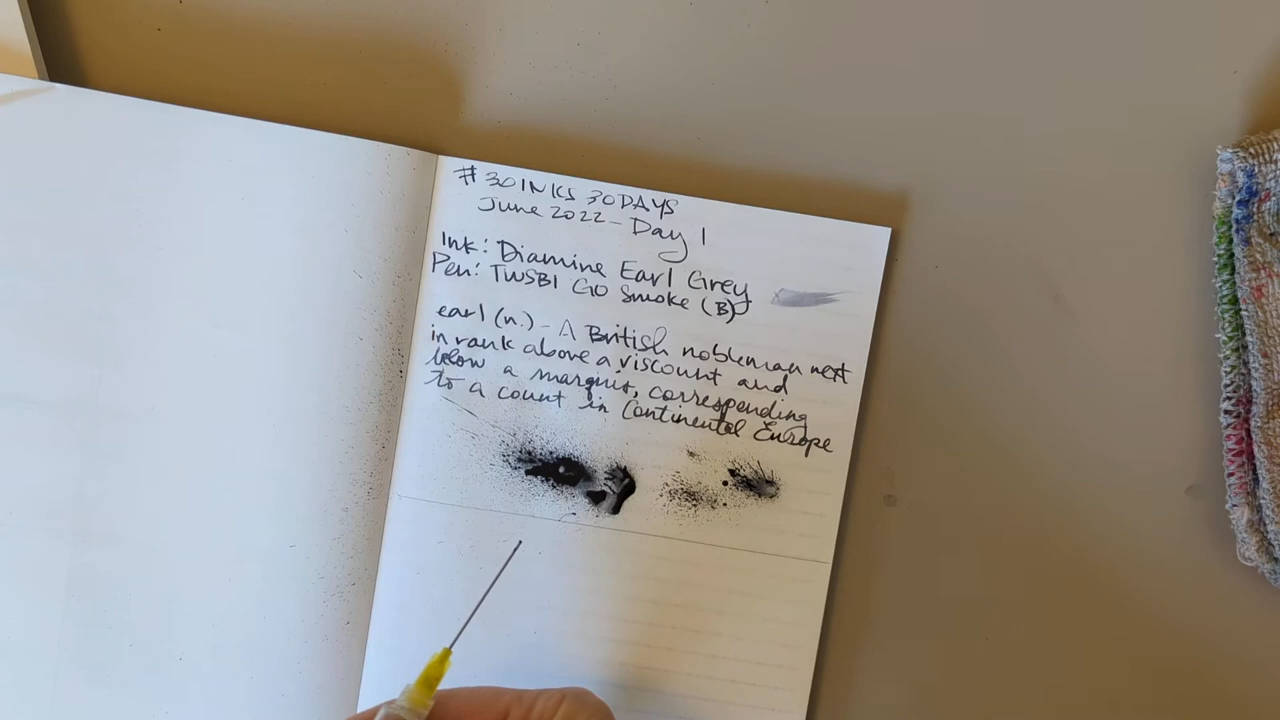 #30INKS30DAYS
June 2022 - Day 1
Ink: Diamine Earl Grey
Pen: TWSBI GO Smoke (B)
earl (n.) - A British nobleman next
in rank above a viscount and
below a marquis, corresponding
to a count in Continental Europe